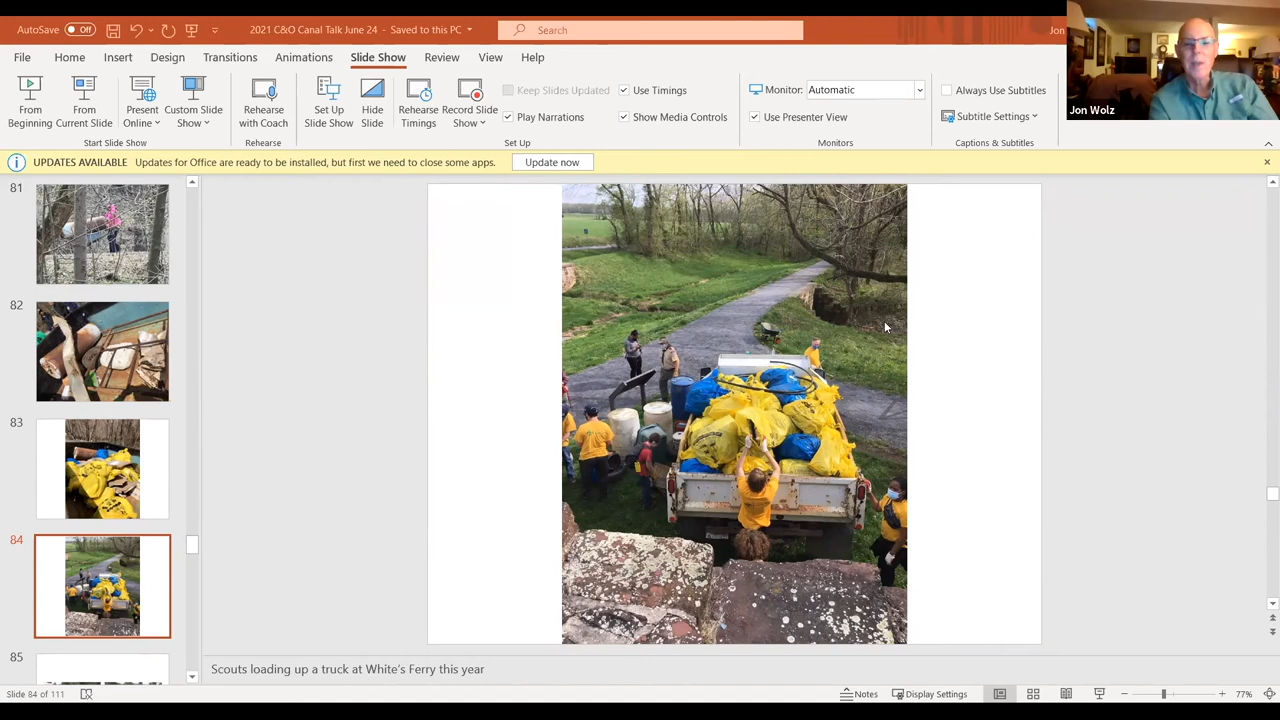 AutoSave Off 2021 C&O Canal Talk June 24 - Saved to this PC Search Jon
File Home Insert Design Transitions Animations Slide Show Review View Help
From Beginning
From Current Slide
Present Online
Custom Slide Show
Start Slide Show
Rehearse with Coach
Rehearse
Set Up Slide Show
Hide Slide
Rehearse Timings
Record Slide Show
Keep Slides Updated
Use Timings
Play Narrations
Show Media Controls
Set Up
Monitor: Automatic
Use Presenter View
Monitors
Always Use Subtitles
Subtitle Settings
Captions & Subtitles
Jon Wolz
UPDATES AVAILABLE Updates for Office are ready to be installed, but first we need to close some apps. Update now
81
82
83
84
85
Scouts loading up a truck at White's Ferry this year
Slide 84 of 111 Notes Display Settings 77%